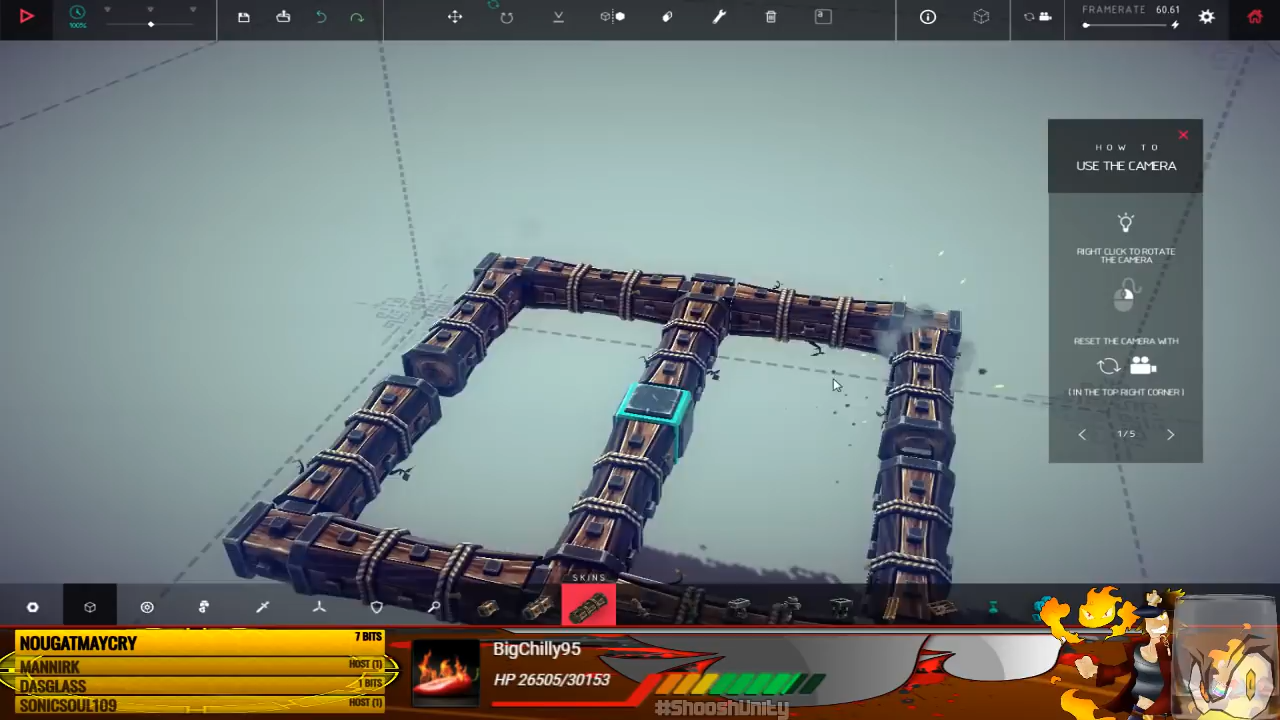 100%
FRAMERATE 60.61
HOW TO
USE THE CAMERA
RIGHT CLICK TO ROTATE
THE CAMERA
RESET THE CAMERA WITH
( IN THE TOP RIGHT CORNER )
1/5
SKINS
NOUGATMAYCRY 7 BITS
MANNIRK HOST (1)
DASGLASS 1 BITS
SONICSOUL109 HOST (1)
BigChilly95
HP 26505/30153
#ShooshUnity